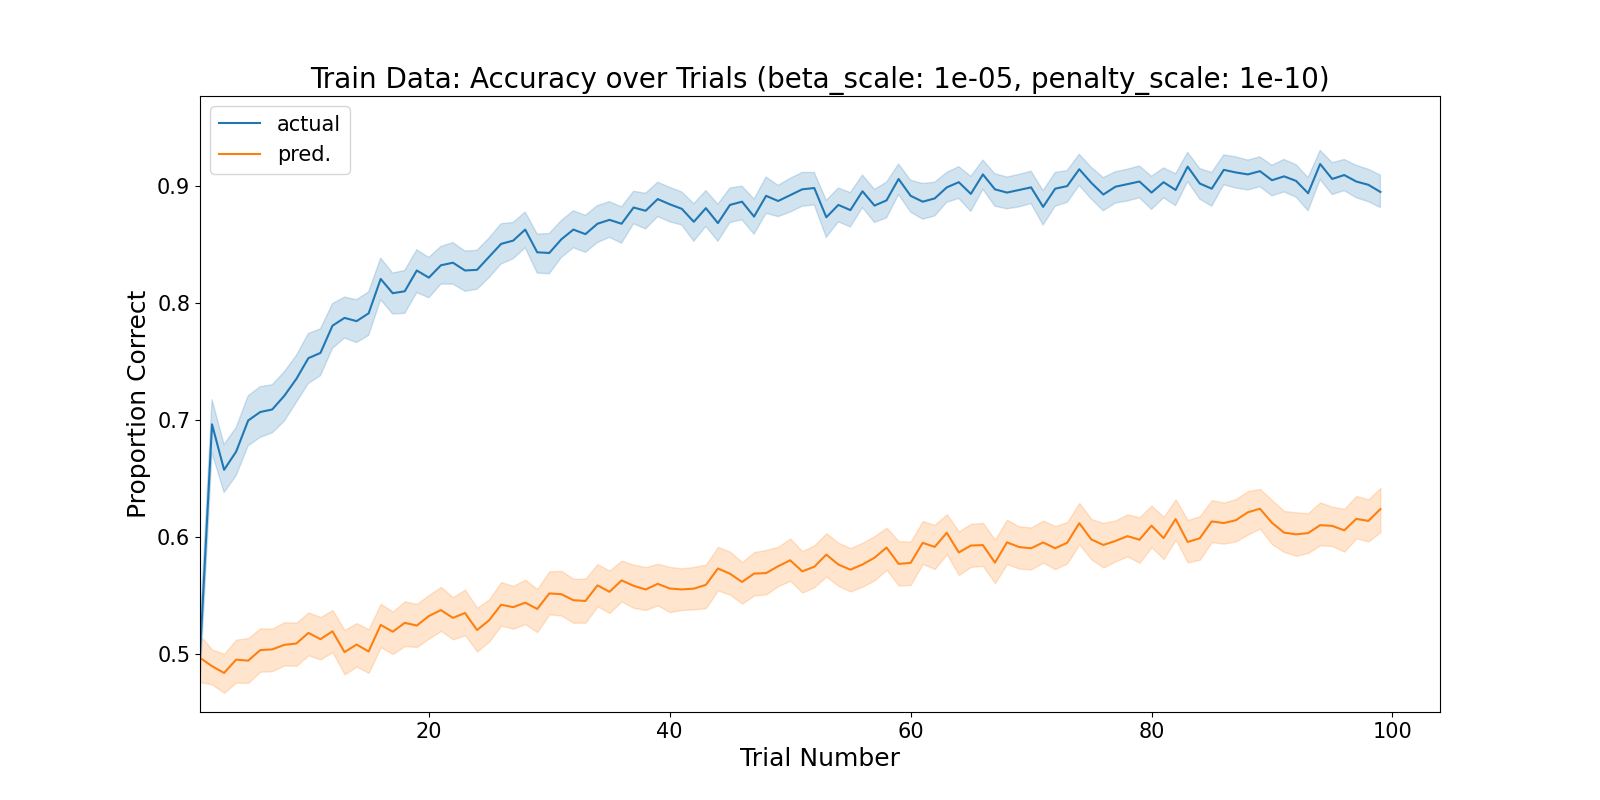 Train Data: Accuracy over Trials (beta_scale: 1e-05, penalty_scale: 1e-10)
actual
pred.
Proportion Correct
0.9
0.8
0.7
0.6
0.5
20 40 60 80 100
Trial Number